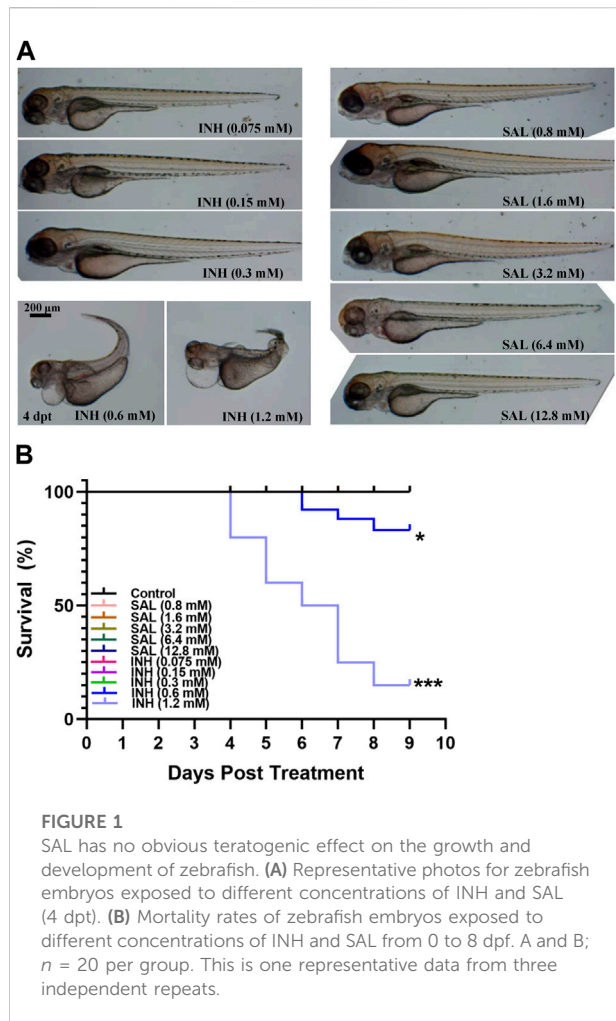 A
INH (0.075 mM)
INH (0.15 mM)
INH (0.3 mM)
200 µm
4 dpt
INH (0.6 mM)
INH (1.2 mM)
SAL (0.8 mM)
SAL (1.6 mM)
SAL (3.2 mM)
SAL (6.4 mM)
SAL (12.8 mM)
B
Survival (%)
100
50
0
Control
SAL (0.8 mM)
SAL (1.6 mM)
SAL (3.2 mM)
SAL (6.4 mM)
SAL (12.8 mM)
INH (0.075 mM)
INH (0.15 mM)
INH (0.3 mM)
INH (0.6 mM)
INH (1.2 mM)
*
***
0 1 2 3 4 5 6 7 8 9 10
Days Post Treatment
FIGURE 1
SAL has no obvious teratogenic effect on the growth and
development of zebrafish. (A) Representative photos for zebrafish
embryos exposed to different concentrations of INH and SAL
(4 dpt). (B) Mortality rates of zebrafish embryos exposed to
different concentrations of INH and SAL from 0 to 8 dpf. A and B;
n = 20 per group. This is one representative data from three
independent repeats.